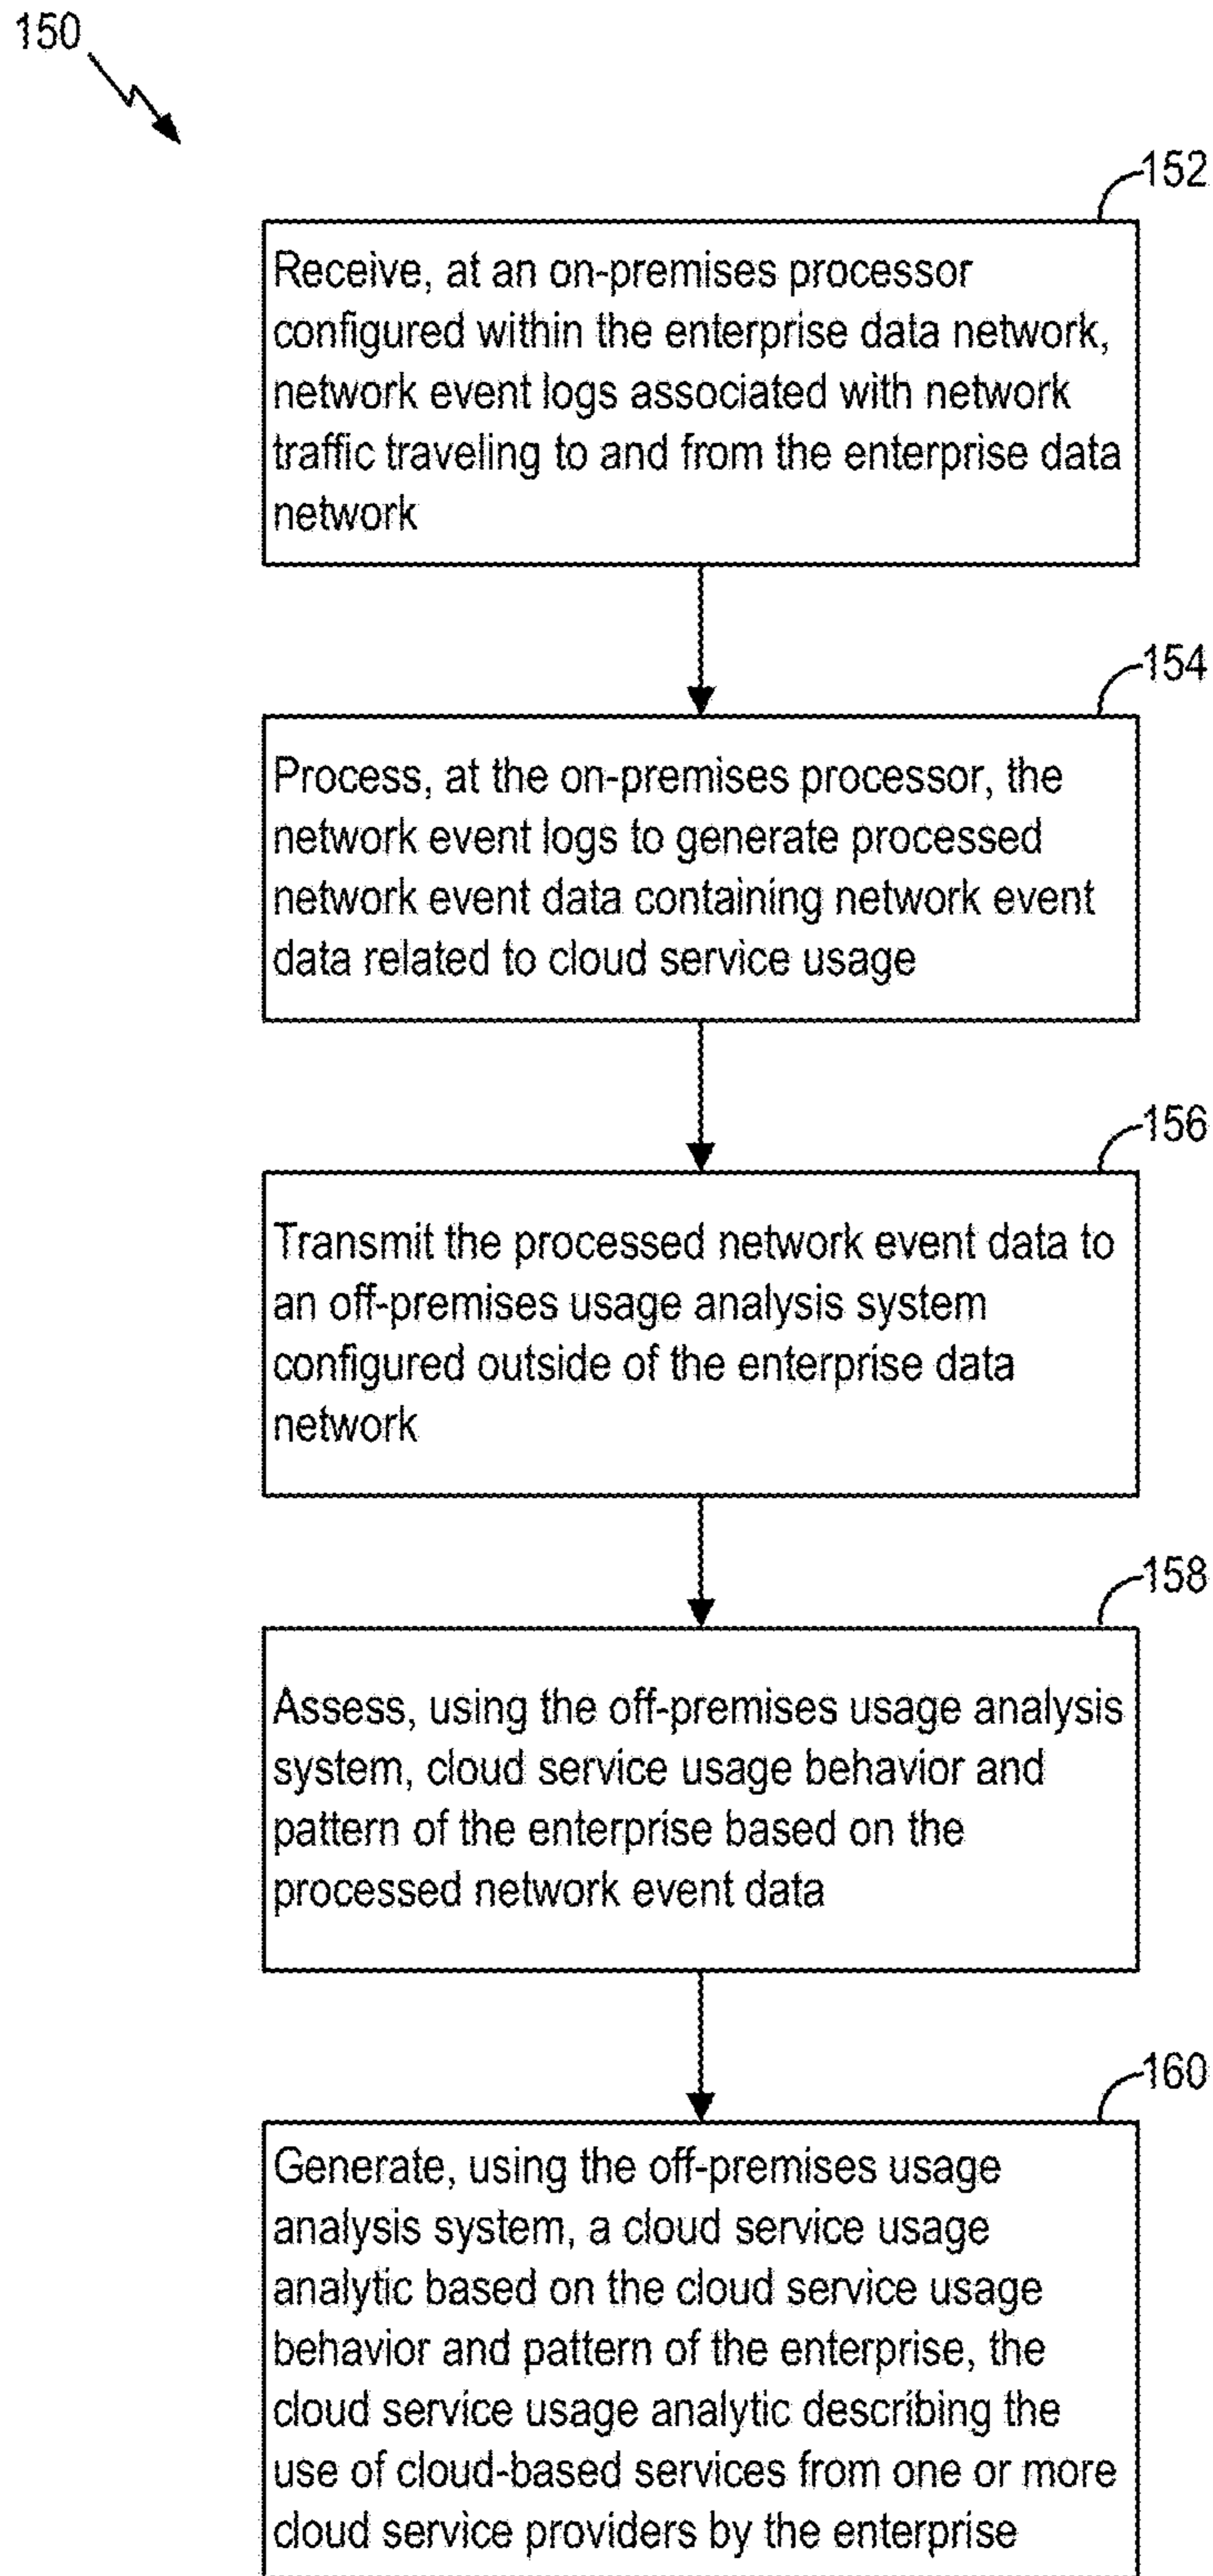 150
152
Receive, at an on-premises processor
configured within the enterprise data network,
network event logs associated with network
traffic traveling to and from the enterprise data
network
154
Process, at the on-premises processor, the
network event logs to generate processed
network event data containing network event
data related to cloud service usage
156
Transmit the processed network event data to
an off-premises usage analysis system
configured outside of the enterprise data
network
158
Assess, using the off-premises usage analysis
system, cloud service usage behavior and
pattern of the enterprise based on the
processed network event data
160
Generate, using the off-premises usage
analysis system, a cloud service usage
analytic based on the cloud service usage
behavior and pattern of the enterprise, the
cloud service usage analytic describing the
use of cloud-based services from one or more
cloud service providers by the enterprise